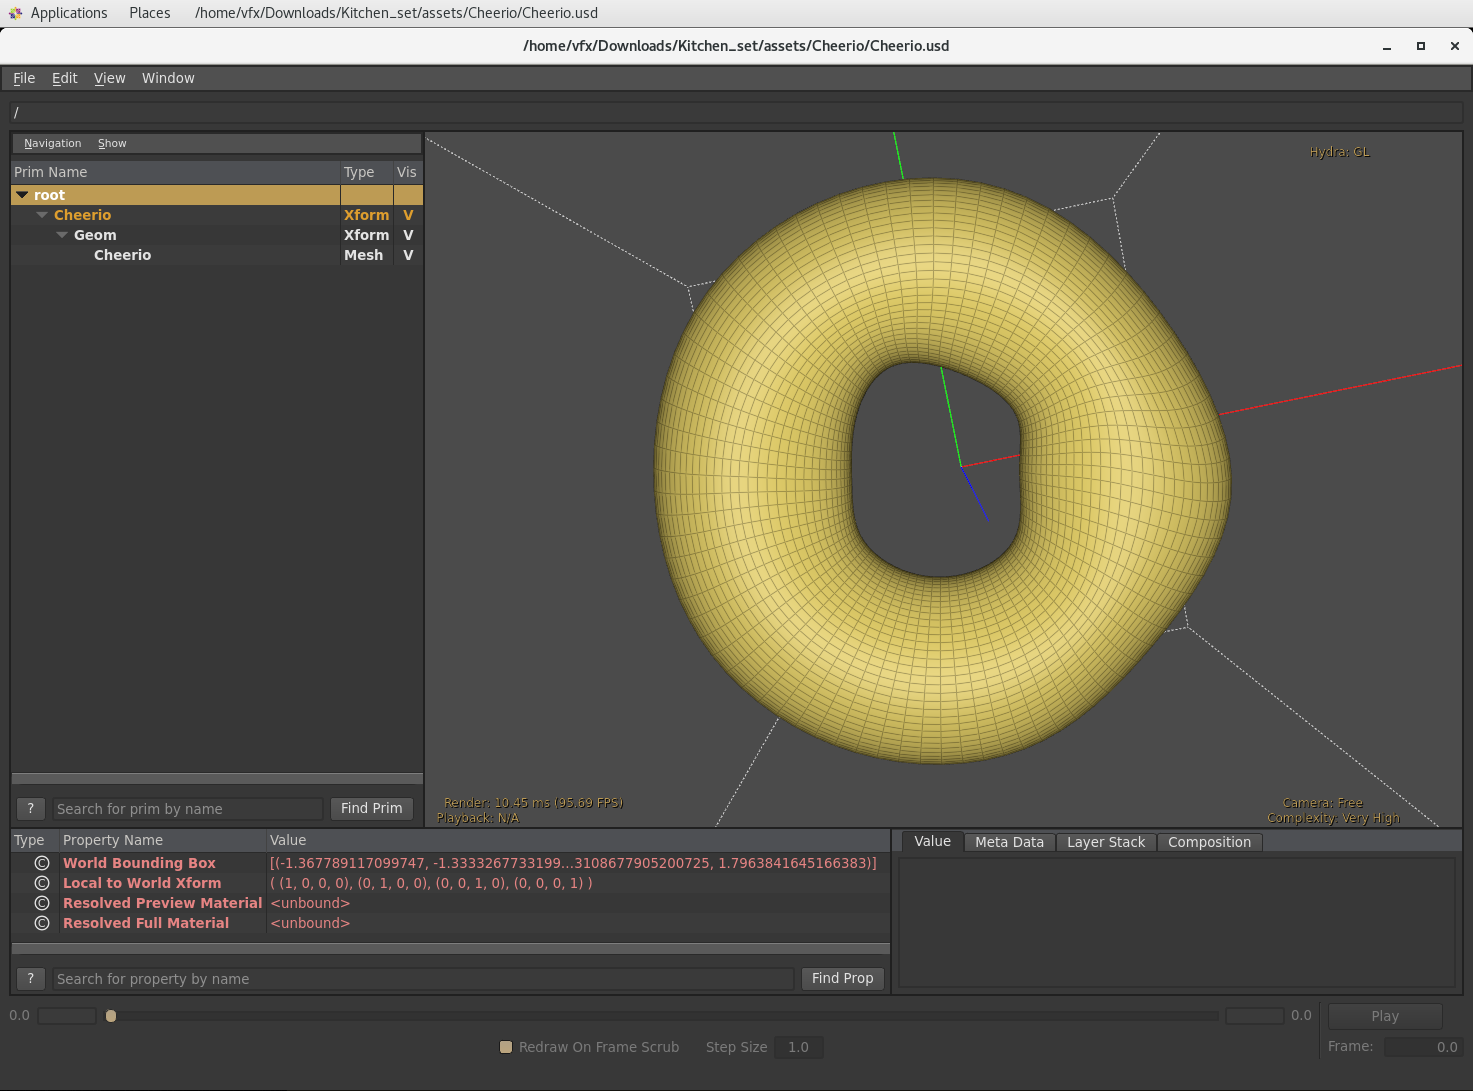 Applications Places /home/vfx/Downloads/Kitchen_set/assets/Cheerio/Cheerio.usd
/home/vfx/Downloads/Kitchen_set/assets/Cheerio/Cheerio.usd
File Edit View Window
/
Navigation Show
Prim Name Type Vis
root
Cheerio Xform V
Geom Xform V
Cheerio Mesh V
? Search for prim by name Find Prim
Hydra: GL
Render: 10.45 ms (95.69 FPS)
Playback: N/A
Camera: Free
Complexity: Very High
Type Property Name Value
© World Bounding Box [(-1.367789117099747, -1.3333267733199...3108677905200725, 1.7963841645166383)]
© Local to World Xform ( (1, 0, 0, 0), (0, 1, 0, 0), (0, 0, 1, 0), (0, 0, 0, 1) )
© Resolved Preview Material <unbound>
© Resolved Full Material <unbound>
? Search for property by name Find Prop
Value Meta Data Layer Stack Composition
0.0 0.0 Play
Redraw On Frame Scrub Step Size 1.0 Frame: 0.0